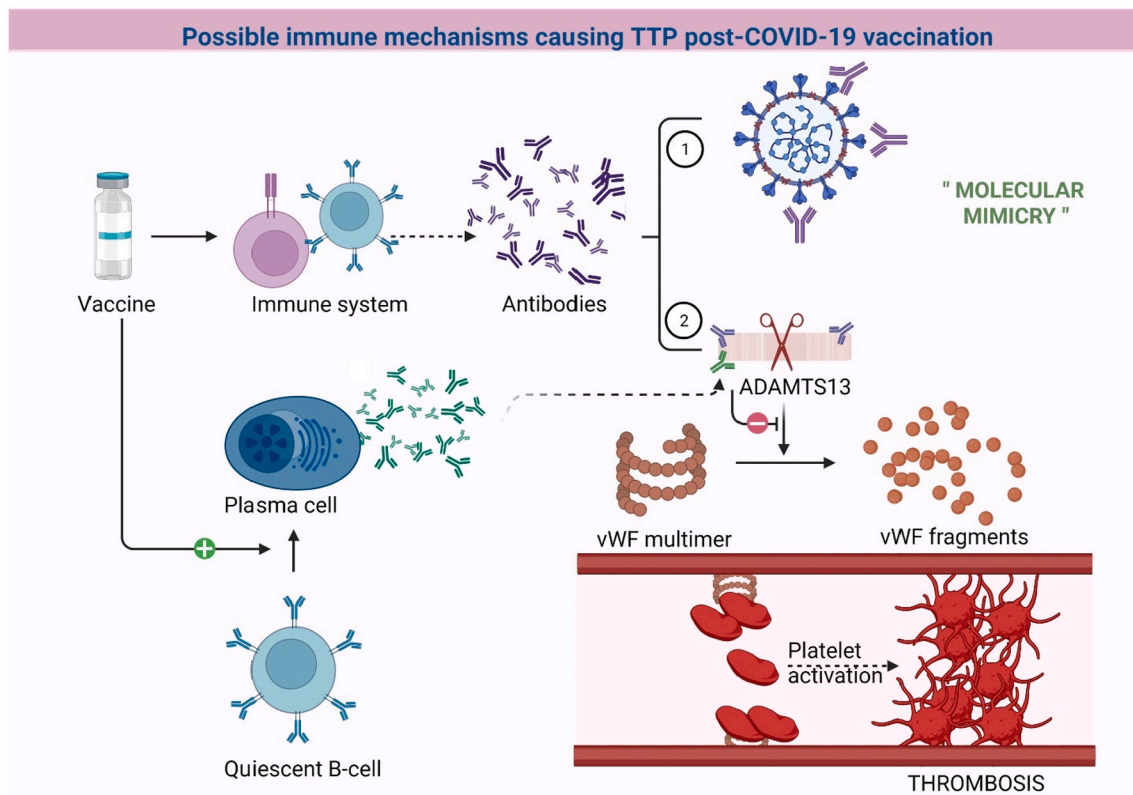 Possible immune mechanisms causing TTP post-COVID-19 vaccination
1
" MOLECULAR
MIMICRY "
Vaccine
Immune system
Antibodies
2
ADAMTS13
Plasma cell
vWF multimer
vWF fragments
Platelet
activation
Quiescent B-cell
THROMBOSIS